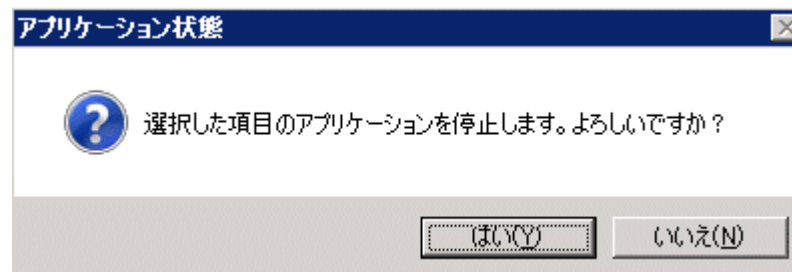 アプリケーション状態
選択した項目のアプリケーションを停止します。よろしいですか？
はい(Y)
いいえ(N)